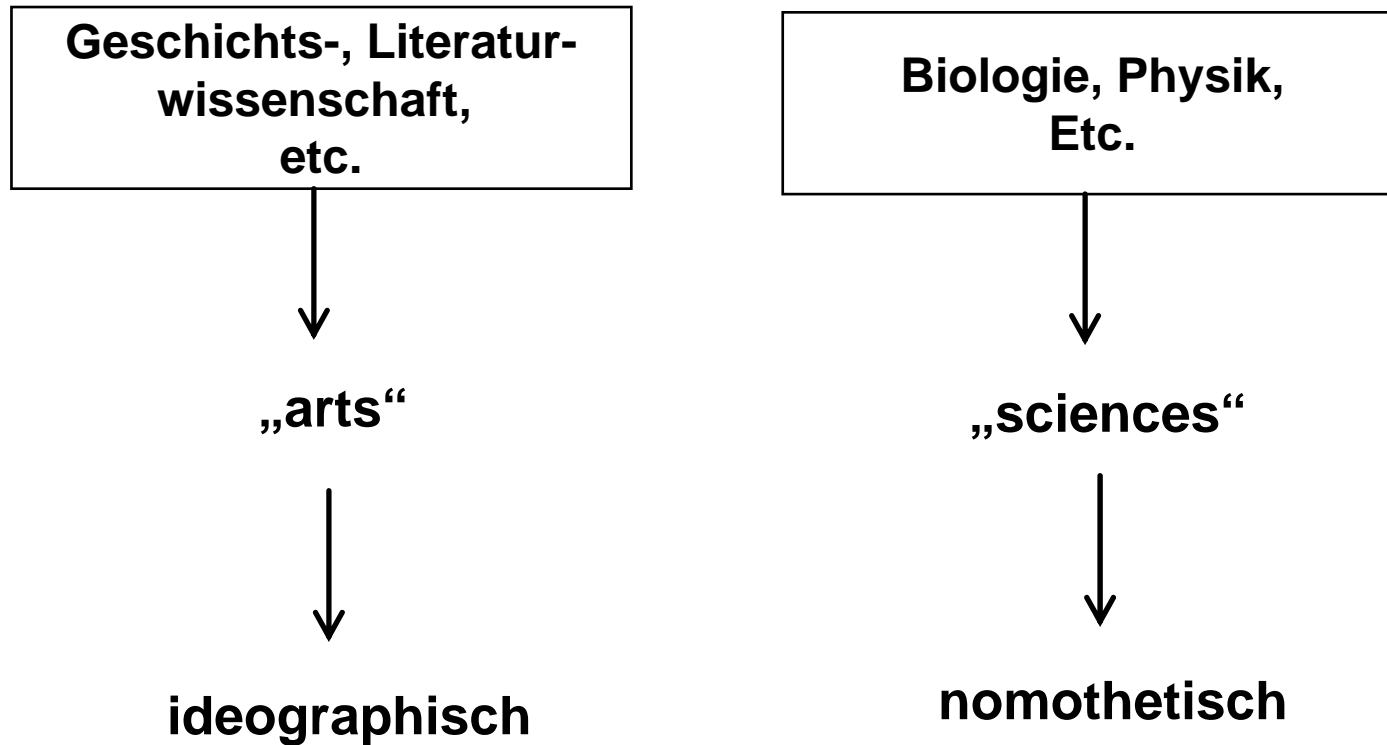 Geschichts-, Literatur-
wissenschaft,
etc.
„arts“
ideographisch
Biologie, Physik,
Etc.
„sciences“
nomothetisch